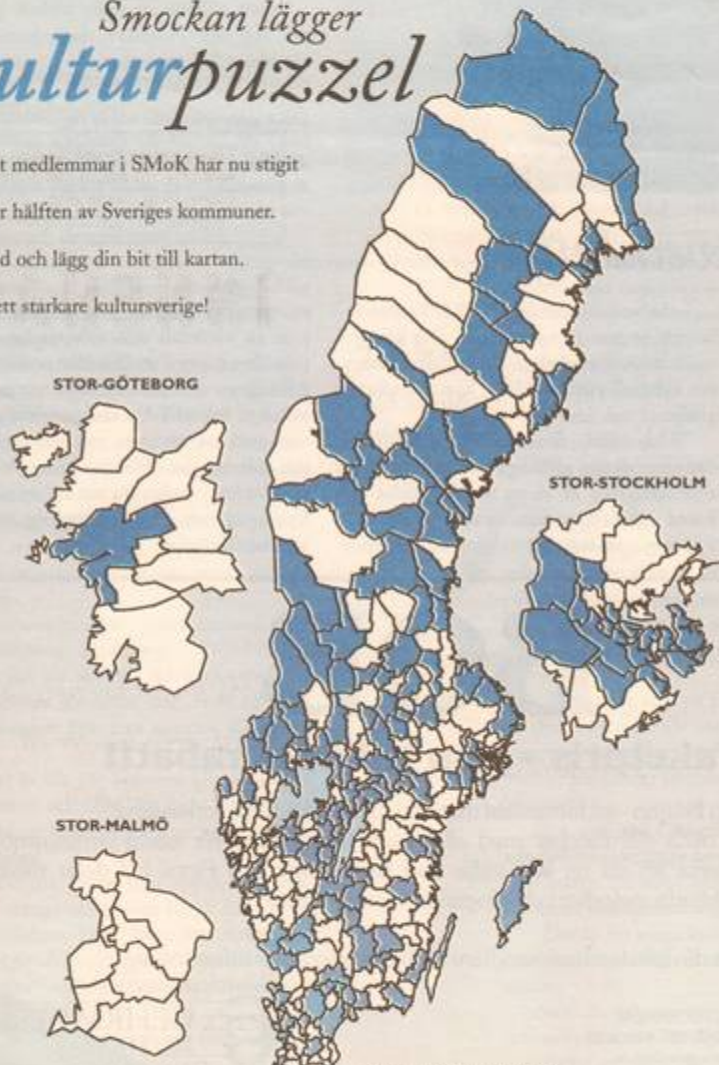 Smockan lägger
ulturpuzzel
t medlemmar i SMoK har nu stigit
r hälften av Sveriges kommuner.
d och lägg din bit till kartan.
ett starkare kultursverige!
STOR-GÖTEBORG
STOR-STOCKHOLM
STOR-MALMÖ